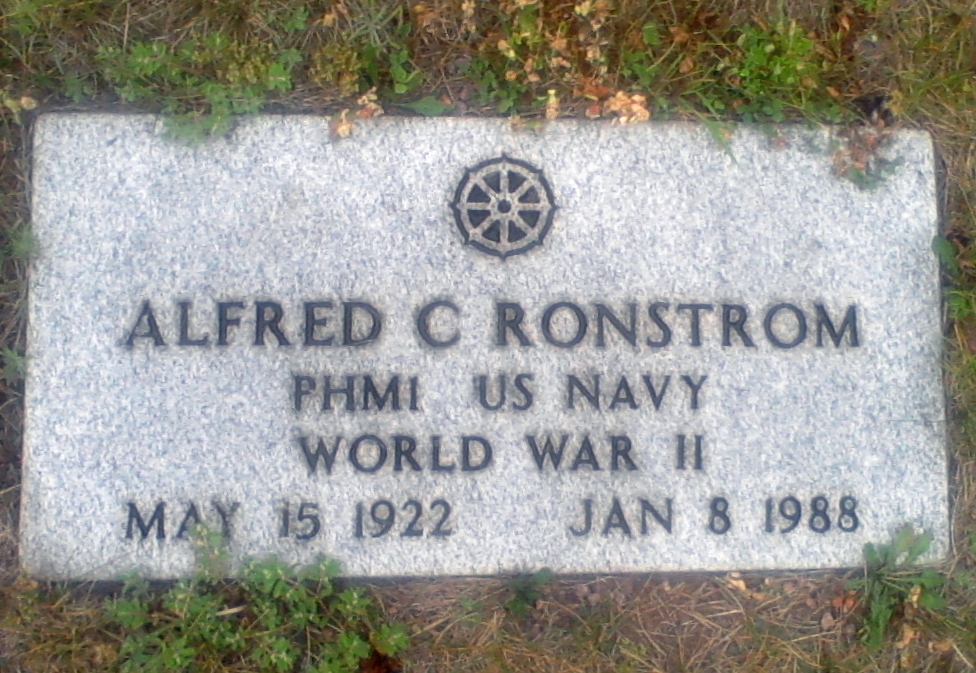 ALFRED C RONSTROM
PHM1 US NAVY
WORLD WAR II
MAY 15 1922 JAN 8 1988